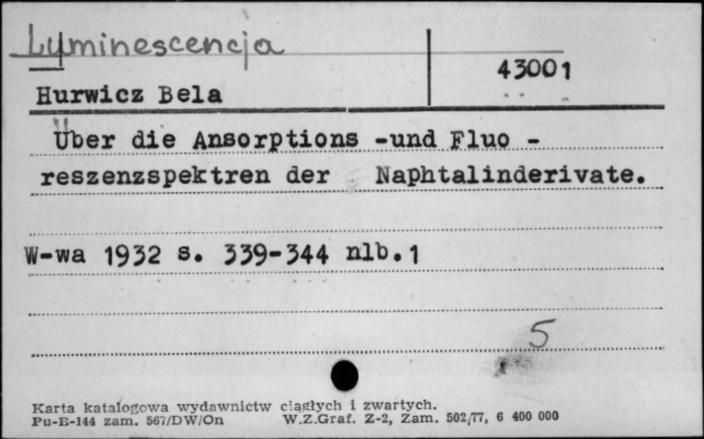 Luminescencja
43001
Hurwicz Bela
Über die Ansorptions -und Fluo -
reszenzspektren der Naphtalinderivate.
W-wa 1932 s. 339-344 nlb.1
5
Karta katalogowa wydawnictw ciągłych i zwartych.
Pu-E-144 zam. 567/DW/On W.Z.Graf. Z-2, Zam. 502/77, 6 400 000